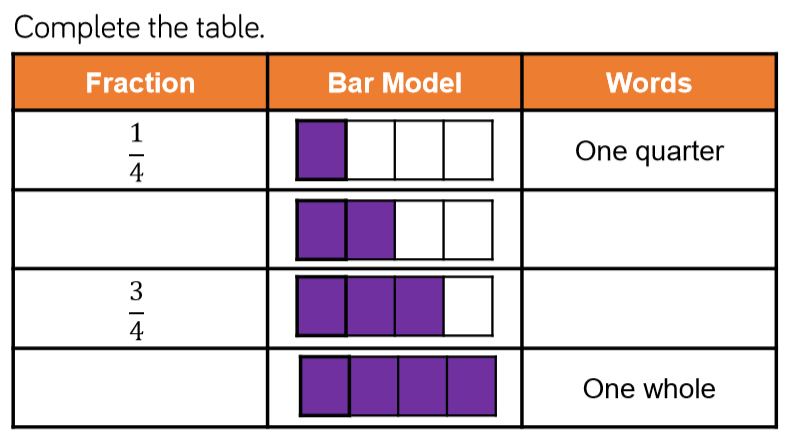 Complete the table.
Fraction Bar Model Words
1/4 One quarter
3/4
One whole